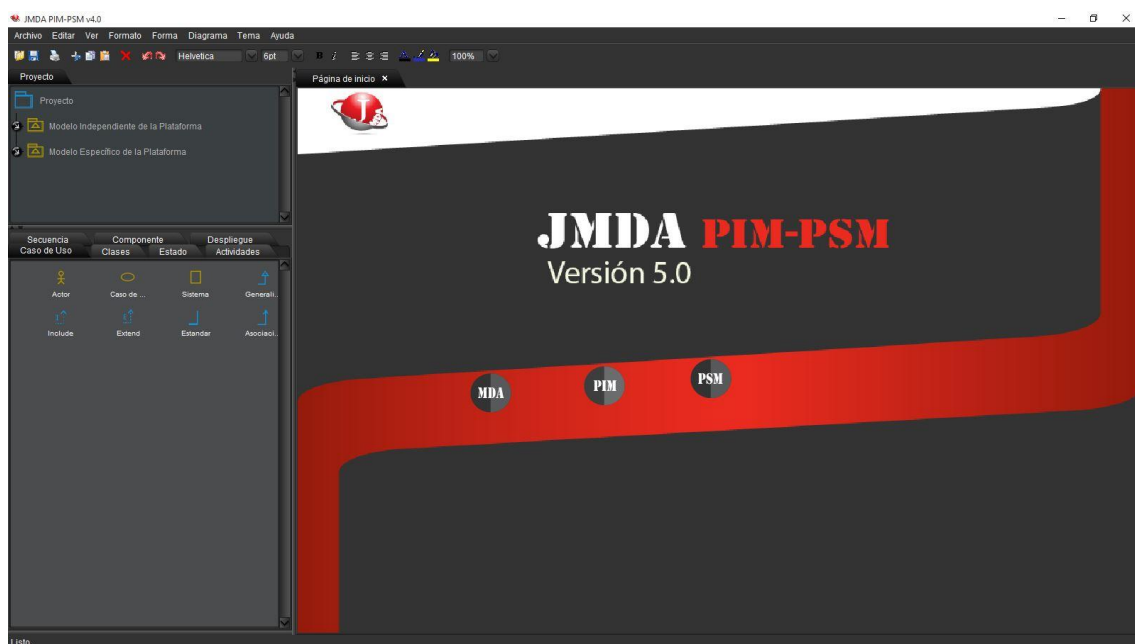 JMDA PIM-PSM v4.0
Archivo Editar Ver Formato Forma Diagrama Tema Ayuda
Helvetica 6pt 100%
Proyecto
Proyecto
Modelo Independiente de la Plataforma
Modelo Específico de la Plataforma
Secuencia Componente Despliegue
Caso de Uso Clases Estado Actividades
Actor Caso de ... Sistema Generali...
Include Extend Estandar Asociaci...
Página de inicio
JS
JMDA PIM-PSM
Versión 5.0
MDA PIM PSM
Listo